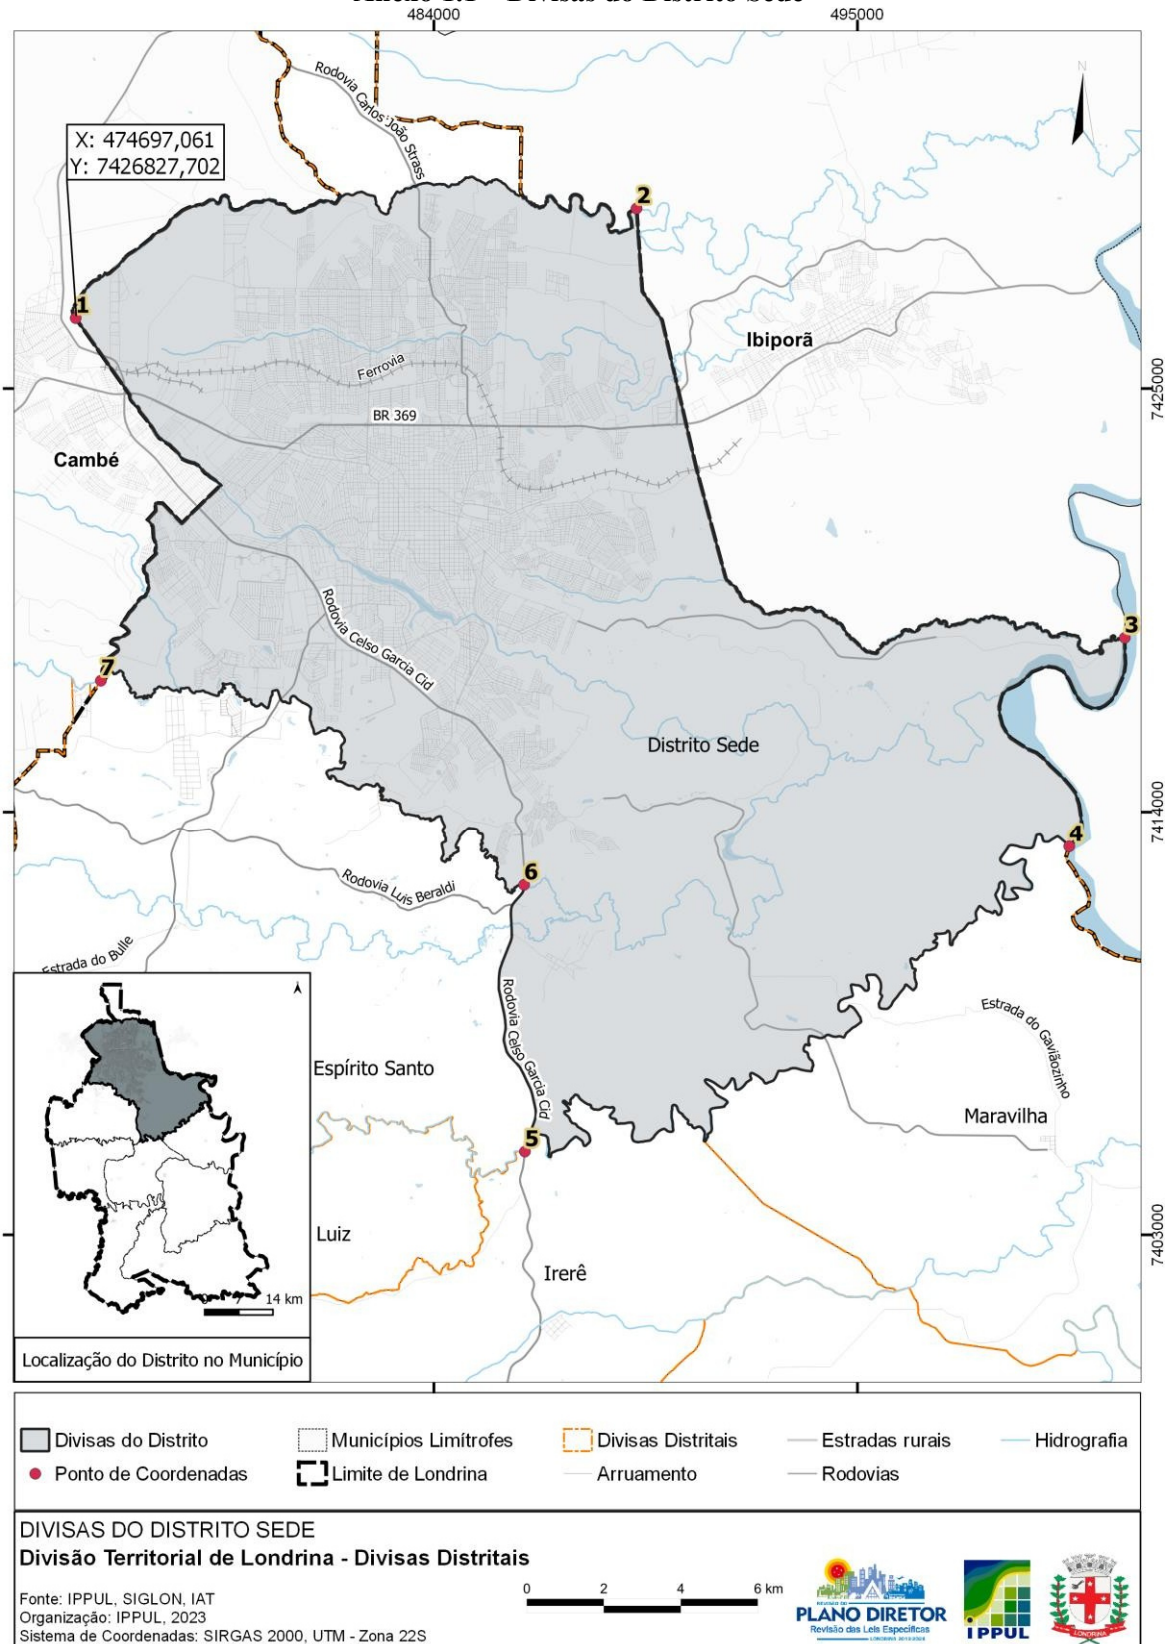 Anexo 1.1 - Divisas do Distrito Sede
484000
495000
N
Rodovia Carlos João Strass
X: 474697,061
Y: 7426827,702
2
1
Ibiporã
Ferrovia
7425000
BR 369
Cambé
Rodovia Celso Garcia Cid
3
7
Distrito Sede
7414000
4
6
Rodovia Luís Beraldi
Estrada do Bulle
Rodovia Celso Garcia Cid
Estrada do Gaviãozinho
Espírito Santo
Maravilha
5
7403000
Luiz
Irerê
14 km
Localização do Distrito no Município
Divisas do Distrito
Municípios Limítrofes
Divisas Distritais
Estradas rurais
Hidrografia
Ponto de Coordenadas
Limite de Londrina
Arruamento
Rodovias
DIVISAS DO DISTRITO SEDE
Divisão Territorial de Londrina - Divisas Distritais
Fonte: IPPUL, SIGLON, IAT
Organização: IPPUL, 2023
Sistema de Coordenadas: SIRGAS 2000, UTM - Zona 22S
0 2 4 6 km
PLANO DIRETOR
Revisão das Leis Específicas
IPPUL
LONDRINA